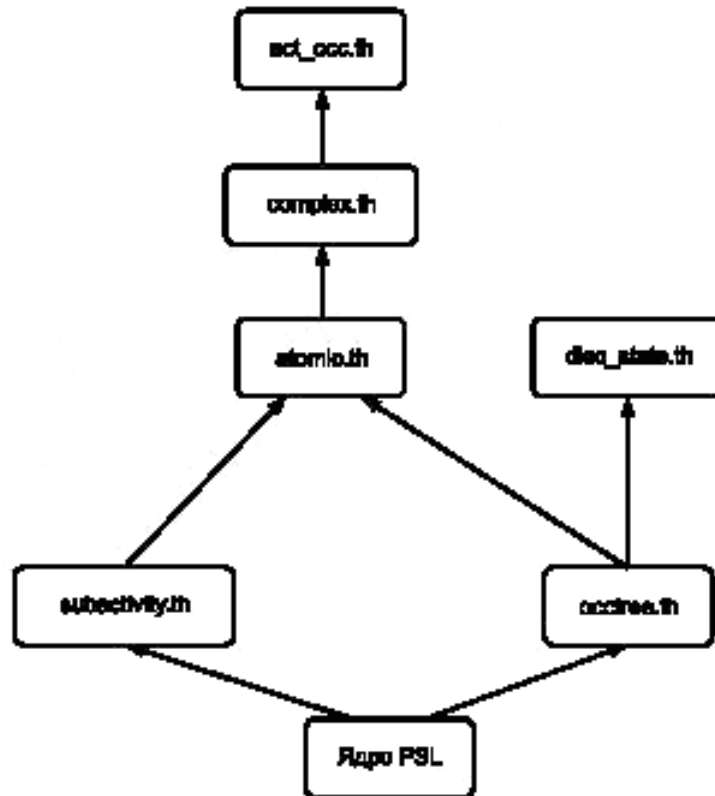 act_occ.th
complex.th
atomic.th
disc_state.th
subactivity.th
occtree.th
Ядро PSL